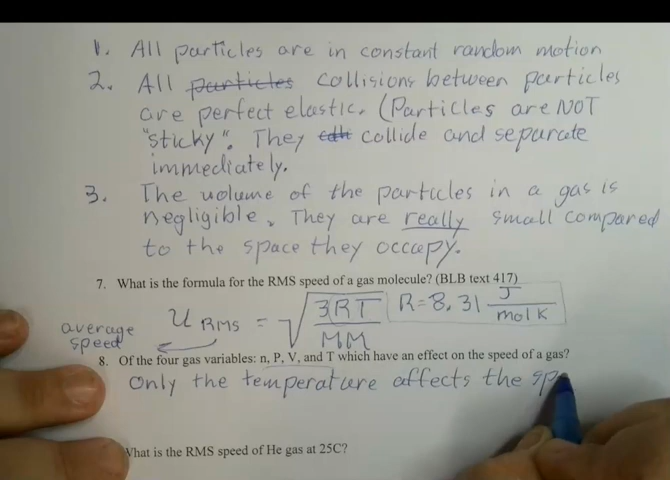 1. All particles are in constant random motion
2. All particles collisions between particles
are perfect elastic. (Particles are NOT
"sticky". They coll collide and separate
immediately.
3. The volume of the particles in a gas is
negligible. They are really small compared
to the space they occupy.
7. What is the formula for the RMS speed of a gas molecule? (BLB text 417)
average speed U RMS = √(3RT/MM) R=8.31 J/mol K
8. Of the four gas variables: n, P, V, and T which have an effect on the speed of a gas?
Only the temperature affects the sp
What is the RMS speed of He gas at 25C?